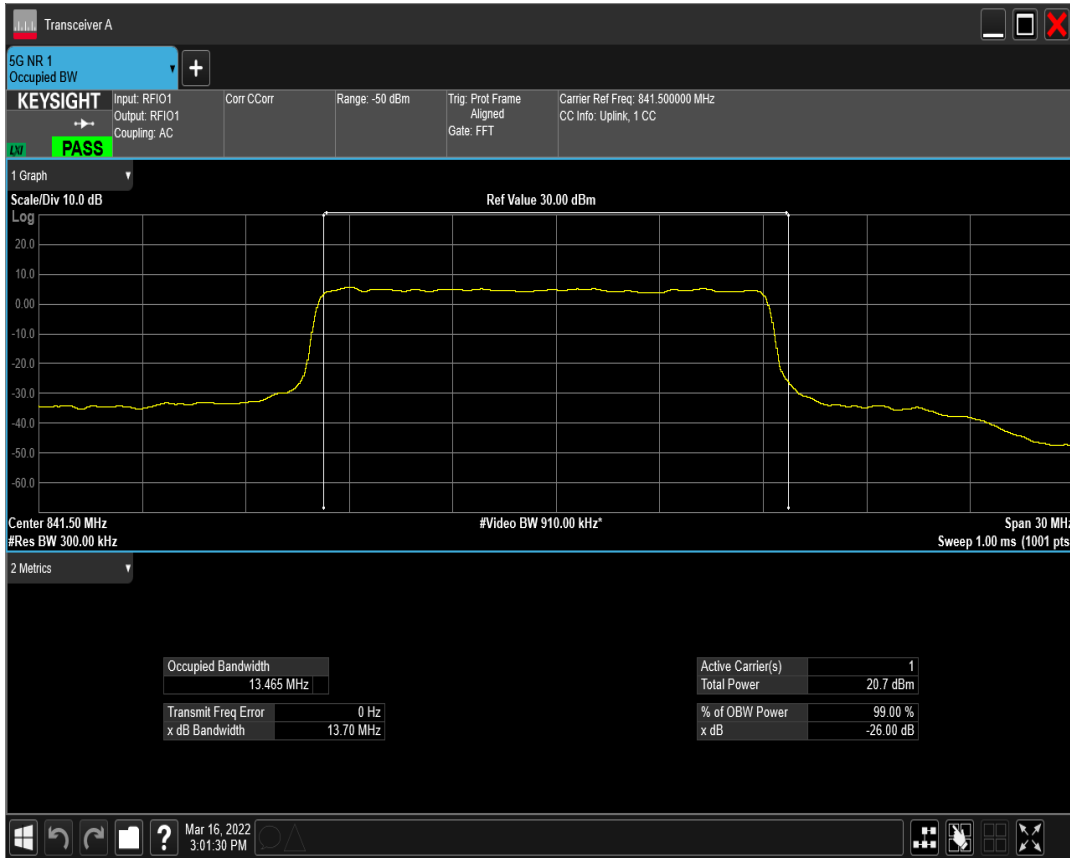 Transceiver A
5G NR 1
Occupied BW
KEYSIGHT
LXI
PASS
Input: RFIO1
Output: RFIO1
Coupling: AC
Corr CCorr
Range: -50 dBm
Trig: Prot Frame
Aligned
Gate: FFT
Carrier Ref Freq: 841.500000 MHz
CC Info: Uplink, 1 CC
1 Graph
Scale/Div 10.0 dB
Ref Value 30.00 dBm
Log
20.0
10.0
0.00
-10.0
-20.0
-30.0
-40.0
-50.0
-60.0
Center 841.50 MHz
#Video BW 910.00 kHz*
Span 30 MHz
#Res BW 300.00 kHz
Sweep 1.00 ms (1001 pts
2 Metrics
Occupied Bandwidth
13.465 MHz
Transmit Freq Error 0 Hz
x dB Bandwidth 13.70 MHz
Active Carrier(s) 1
Total Power 20.7 dBm
% of OBW Power 99.00 %
x dB -26.00 dB
?
Mar 16, 2022
3:01:30 PM